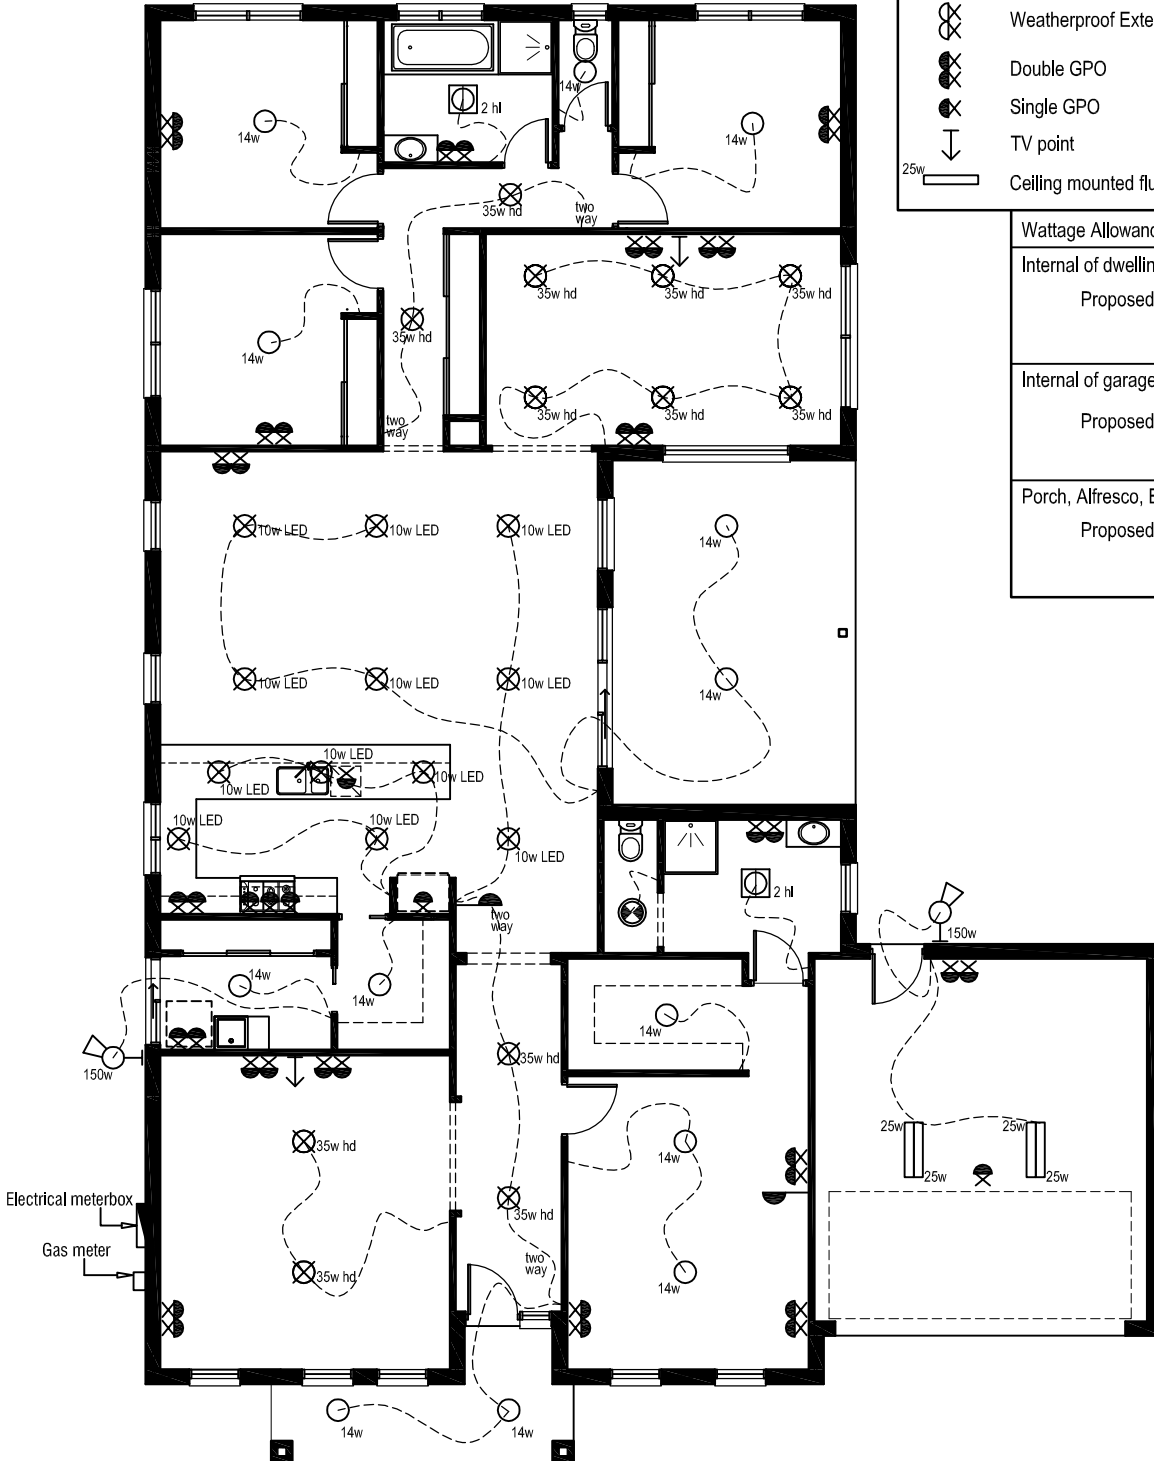 Weatherproof Exte
Double GPO
Single GPO
TV point
25w
Ceiling mounted flu
Wattage Allowanc
Internal of dwellin
Proposed
Internal of garage
Proposed
Porch, Alfresco, B
Proposed
14w
2 hl
14w
14w
35w hd
two
way
35w hd
35w hd
35w hd
35w hd
14w
two
way
35w hd
35w hd
35w hd
10w LED
10w LED
10w LED
14w
10w LED
10w LED
10w LED
14w
10w LED
10w LED
10w LED
10w LED
10w LED
10w LED
2 hl
two
way
150w
14w
14w
14w
150w
35w hd
35w hd
14w
25w
25w
25w
25w
Electrical meterbox
35w hd
Gas meter
two
way
35w hd
14w
14w
14w